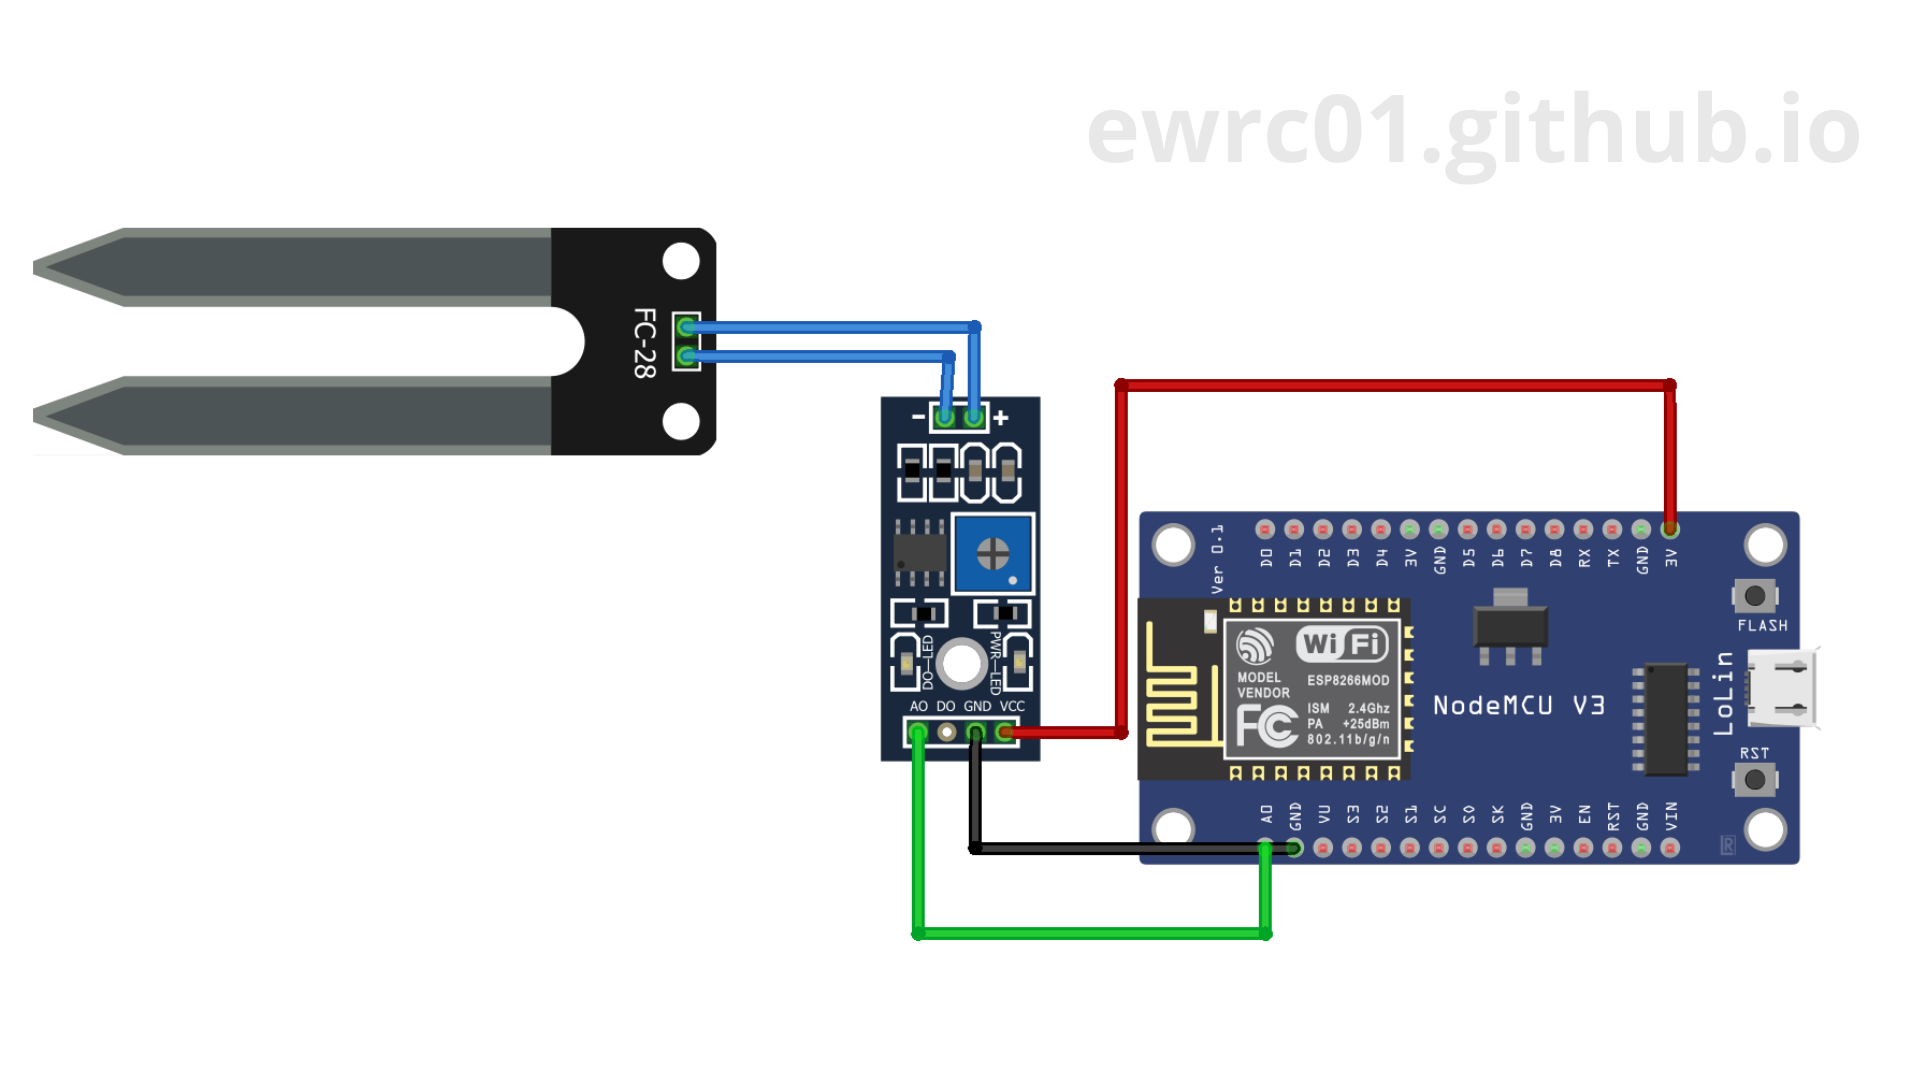 ewrc01.github.io
FC-28
- +
DO-LED
PWR-LED
AO DO GND VCC
Ver 0.1
D0 D1 D2 D3 D4 3V GND D5 D6 D7 D8 RX TX GND 3V
FLASH
WiFi
MODEL
VENDOR
ESP8266MOD
FC
ISM 2.4Ghz
PA +25dBm
802.11b/g/n
NodeMCU V3
LoLin
RST
A0 GND VU S3 S2 S1 SC S0 SK GND 3V EN RST GND VIN
R